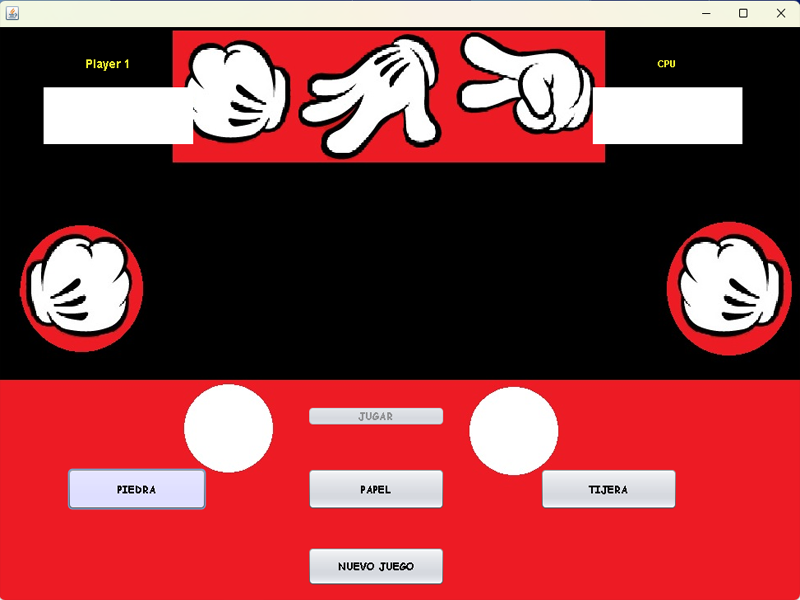 Player 1
CPU
JUGAR
PIEDRA
PAPEL
TIJERA
NUEVO JUEGO